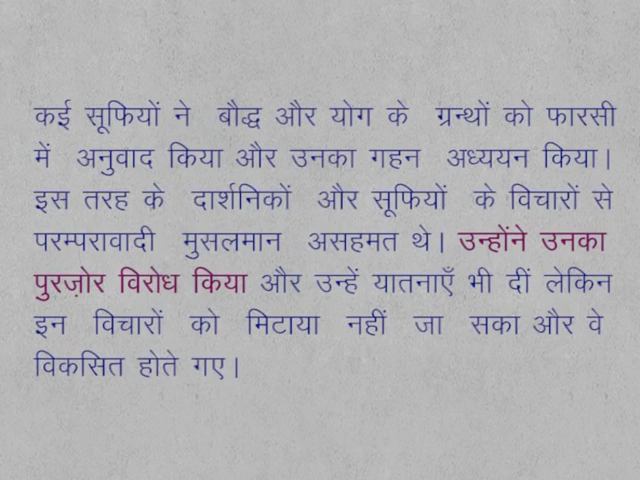 कई सूफियों ने बौद्ध और योग के ग्रन्थों को फारसी
में अनुवाद किया और उनका गहन अध्ययन किया।
इस तरह के दार्शनिकों और सूफियों के विचारों से
परम्परावादी मुसलमान असहमत थे। उन्होंने उनका
पुरज़ोर विरोध किया और उन्हें यातनाएँ भी दीं लेकिन
इन विचारों को मिटाया नहीं जा सका और वे
विकसित होते गए।